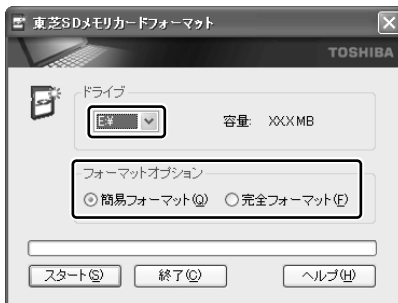 東芝SDメモリカードフォーマット
TOSHIBA
ドライブ
E¥ 容量: XXXMB
フォーマットオプション
簡易フォーマット(Q) 完全フォーマット(F)
スタート(S) 終了(C) ヘルプ(H)